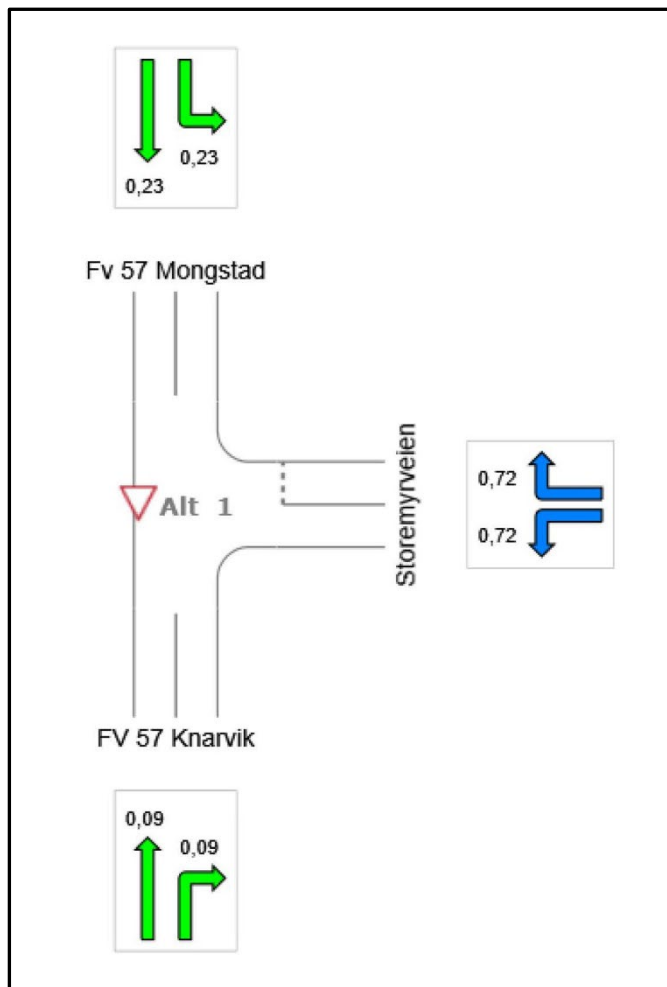 0,23
0,23
Fv 57 Mongstad
Alt 1
Storemyrveien
0,72
0,72
FV 57 Knarvik
0,09
0,09